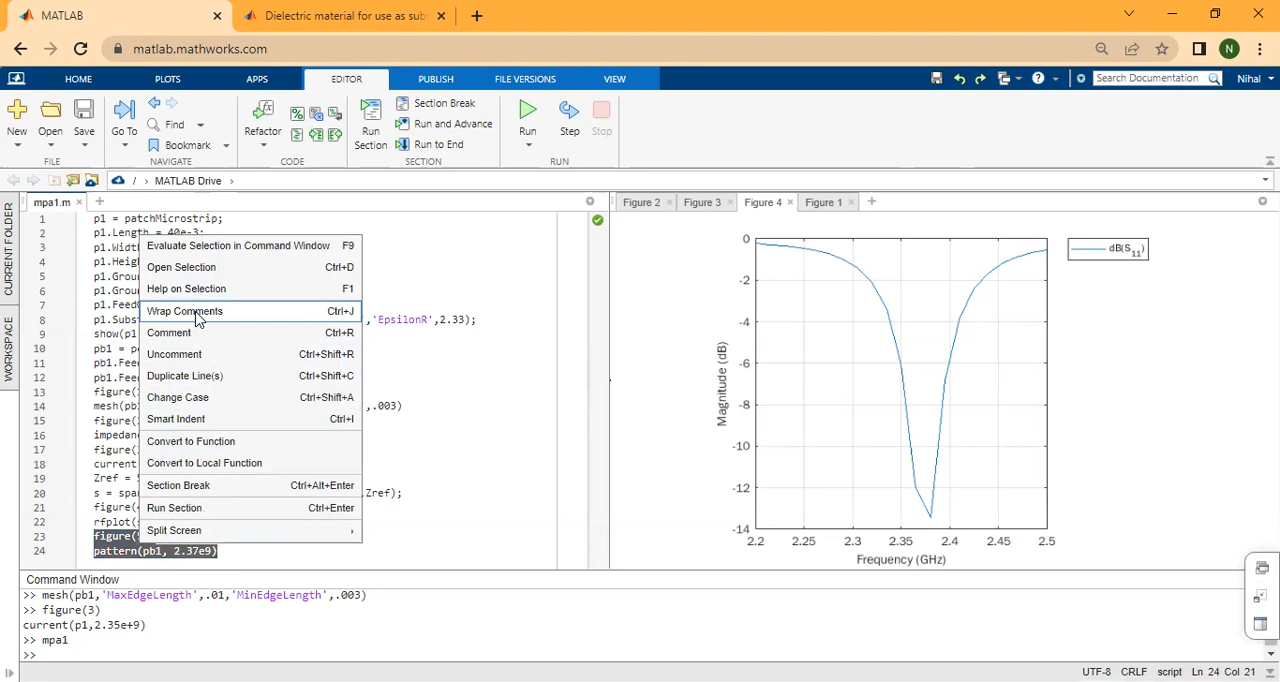 MATLAB
Dielectric material for use as sub
matlab.mathworks.com
N
HOME
PLOTS
APPS
EDITOR
PUBLISH
FILE VERSIONS
VIEW
Search Documentation
Nihal
New
Open
Save
Go To
Find
Bookmark
Refactor
Run Section
Section Break
Run and Advance
Run to End
Run
Step
Stop
FILE
NAVIGATE
CODE
SECTION
RUN
/ › MATLAB Drive ›
CURRENT FOLDER
WORKSPACE
mpa1.m
1 p1 = patchMicrostrip;
2 p1.Length = 40e-3;
3 p1.Width
4 p1.Heigh
5 p1.Groun
6 p1.Groun
7 p1.Feed
8 p1.Subst ,'EpsilonR',2.33);
9 show(p1
10 pb1 = p
11 pb1.Fee
12 pb1.Fee
13 figure(
14 mesh(pb ,.003)
15 figure(
16 impedan
17 figure(
18 current
19 Zref =
20 s = spa Zref);
21 figure(
22 rfplot(
23 figure(
24 pattern(pb1, 2.37e9)
Evaluate Selection in Command Window F9
Open Selection Ctrl+D
Help on Selection F1
Wrap Comments Ctrl+J
Comment Ctrl+R
Uncomment Ctrl+Shift+R
Duplicate Line(s) Ctrl+Shift+C
Change Case Ctrl+Shift+A
Smart Indent Ctrl+I
Convert to Function
Convert to Local Function
Section Break Ctrl+Alt+Enter
Run Section Ctrl+Enter
Split Screen
Figure 2
Figure 3
Figure 4
Figure 1
0
-2
-4
-6
-8
-10
-12
-14
Magnitude (dB)
2.2 2.25 2.3 2.35 2.4 2.45 2.5
Frequency (GHz)
dB(S11)
Command Window
>> mesh(pb1,'MaxEdgeLength',.01,'MinEdgeLength',.003)
>> figure(3)
current(p1,2.35e+9)
>> mpa1
>>
UTF-8 CRLF script Ln 24 Col 21